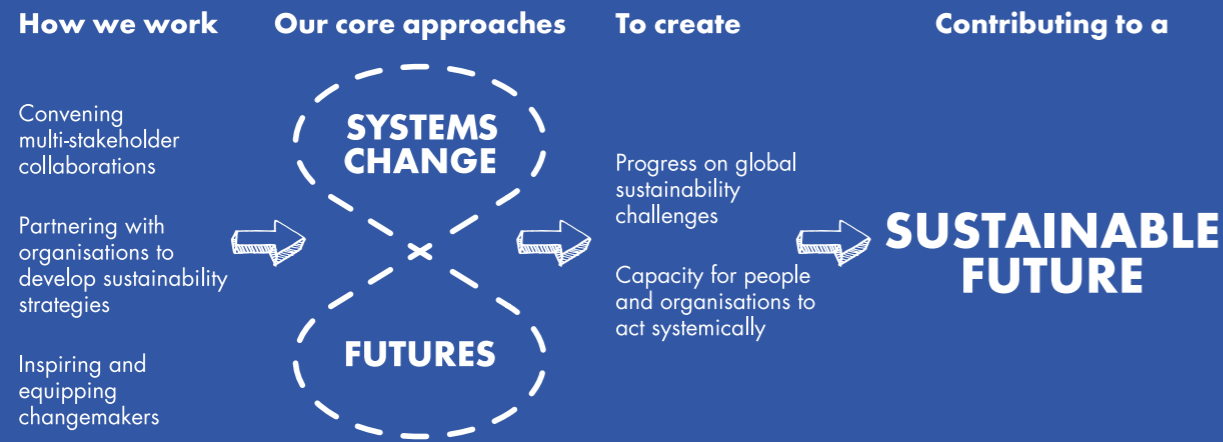 How we work
Convening
multi-stakeholder
collaborations
Partnering with
organisations to
develop sustainability
strategies
Inspiring and
equipping
changemakers
Our core approaches
SYSTEMS
CHANGE
FUTURES
To create
Progress on global
sustainability
challenges
Capacity for people
and organisations to
act systemically
Contributing to a
SUSTAINABLE
FUTURE